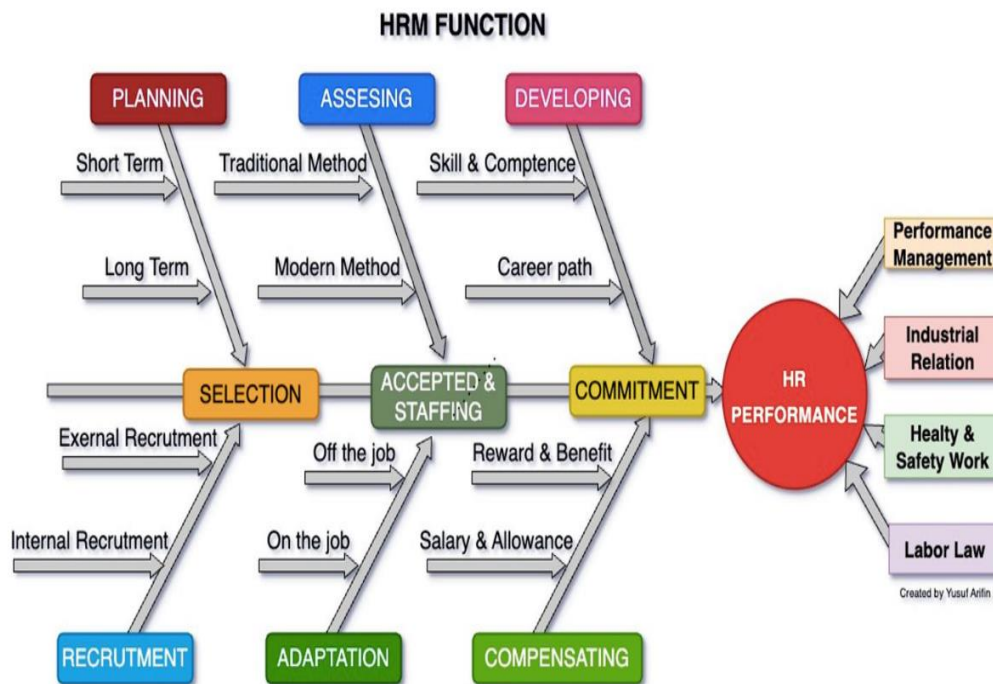 HRM FUNCTION
PLANNING
ASSESING
DEVELOPING
Short Term
Traditional Method
Skill & Comptence
Long Term
Modern Method
Career path
Performance
Management
Industrial
Relation
SELECTION
ACCEPTED &
STAFFING
COMMITMENT
HR
PERFORMANCE
Exernal Recrutment
Off the job
Reward & Benefit
Healty &
Safety Work
Internal Recrutment
On the job
Salary & Allowance
Labor Law
Created by Yusuf Arifin
RECRUTMENT
ADAPTATION
COMPENSATING